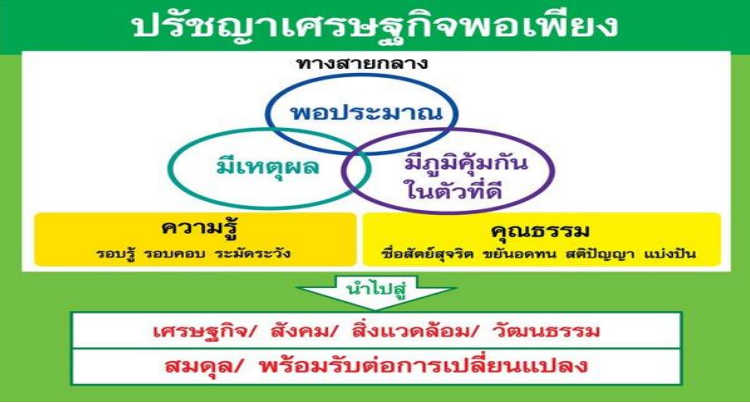 ปรัชญาเศรษฐกิจพอเพียง
ทางสายกลาง
พอประมาณ
มีเหตุผล
มีภูมิคุ้มกัน
ในตัวที่ดี
ความรู้
รอบรู้ รอบคอบ ระมัดระวัง
คุณธรรม
ซื่อสัตย์สุจริต ขยันอดทน สติปัญญา แบ่งปัน
นำไปสู่
เศรษฐกิจ/ สังคม/ สิ่งแวดล้อม/ วัฒนธรรม
สมดุล/ พร้อมรับต่อการเปลี่ยนแปลง